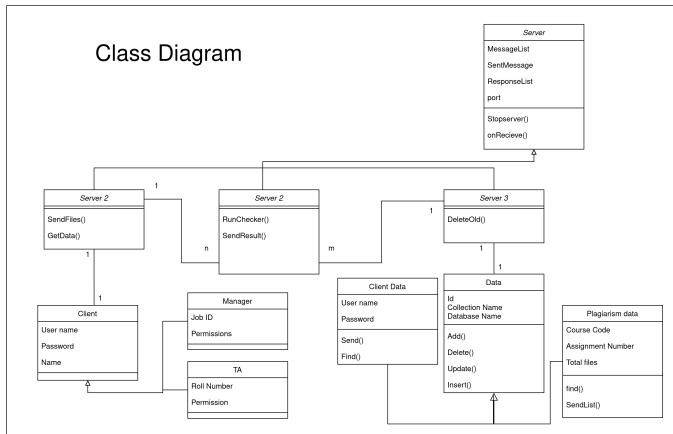 Class Diagram
Server
MessageList
SentMessage
ResponseList
port
Stopserver()
onRecieve()
Server 2
SendFiles()
GetData()
1
n
Server 2
RunChecker()
SendResult()
m
1
Server 3
DeleteOld()
1
1
1
1
Client
User name
Password
Name
Manager
Job ID
Permissions
TA
Roll Number
Permission
Client Data
User name
Password
Send()
Find()
Data
Id
Collection Name
Database Name
Add()
Delete()
Update()
Insert()
Plagiarism data
Course Code
Assignment Number
Total files
find()
SendList()